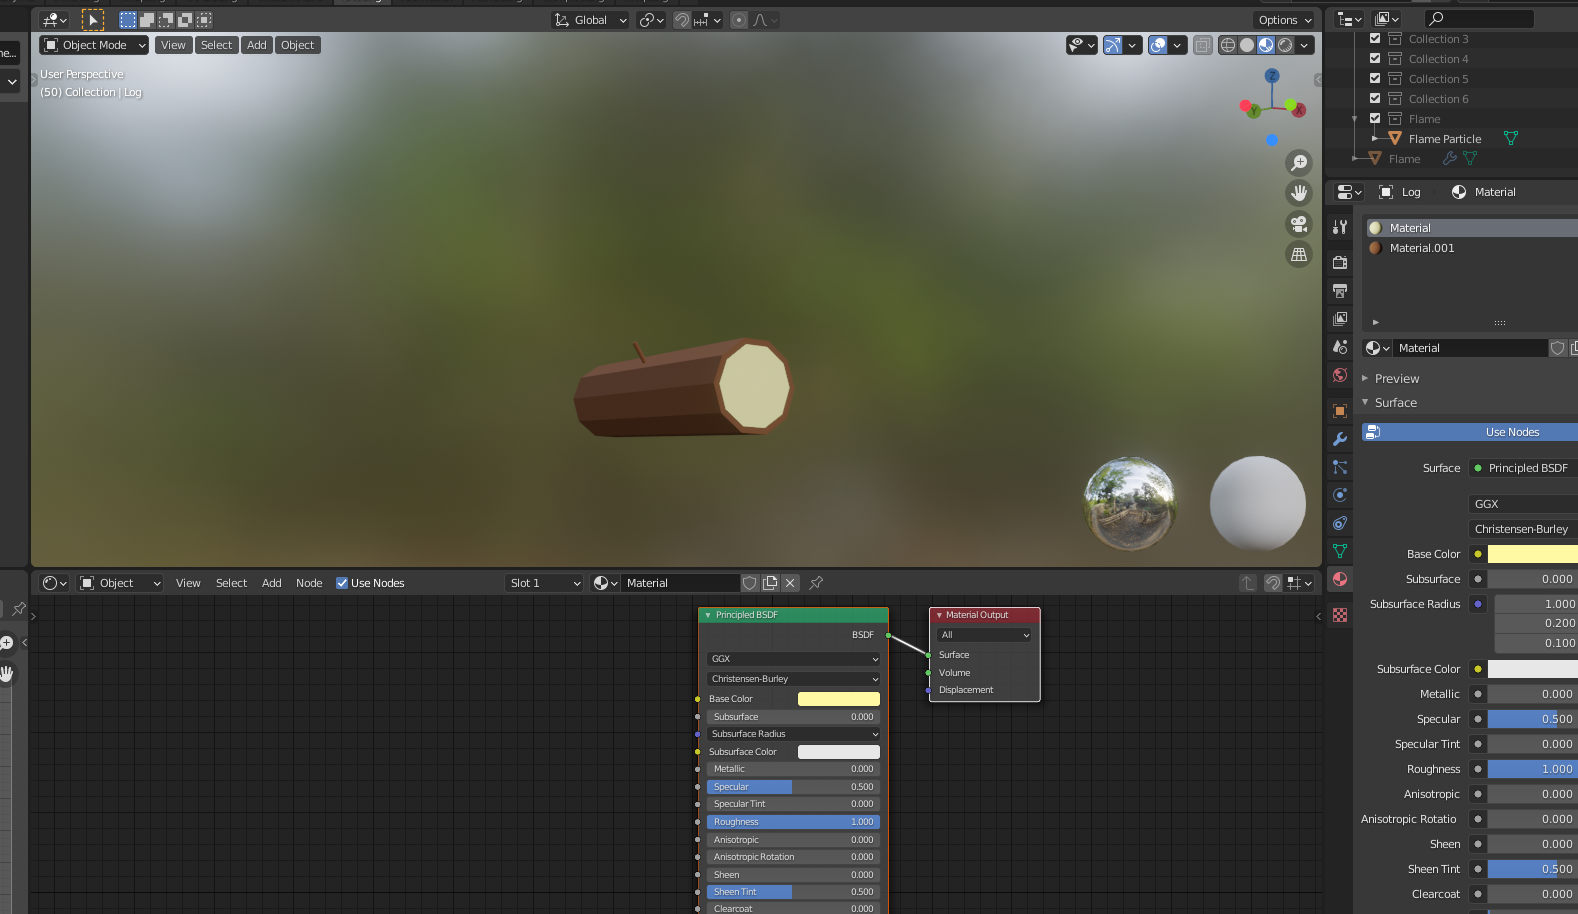 Global
Options
ne...
Object Mode
View
Select
Add
Object
User Perspective
(50) Collection | Log
Z
Y
X
Collection 3
Collection 4
Collection 5
Collection 6
Flame
Flame Particle
Flame
Log
Material
Material
Material.001
Material
Preview
Surface
Use Nodes
Surface
Principled BSDF
GGX
Christensen-Burley
Base Color
Subsurface
0.000
Subsurface Radius
1.000
0.200
0.100
Subsurface Color
Metallic
0.000
Specular
0.500
Specular Tint
0.000
Roughness
1.000
Anisotropic
0.000
Anisotropic Rotatio
0.000
Sheen
0.000
Sheen Tint
0.500
Clearcoat
0.000
Object
View
Select
Add
Node
Use Nodes
Slot 1
Material
Principled BSDF
BSDF
GGX
Christensen-Burley
Base Color
Subsurface
0.000
Subsurface Radius
Subsurface Color
Metallic
0.000
Specular
0.500
Specular Tint
0.000
Roughness
1.000
Anisotropic
0.000
Anisotropic Rotation
0.000
Sheen
0.000
Sheen Tint
0.500
Clearcoat
0.000
Material Output
All
Surface
Volume
Displacement